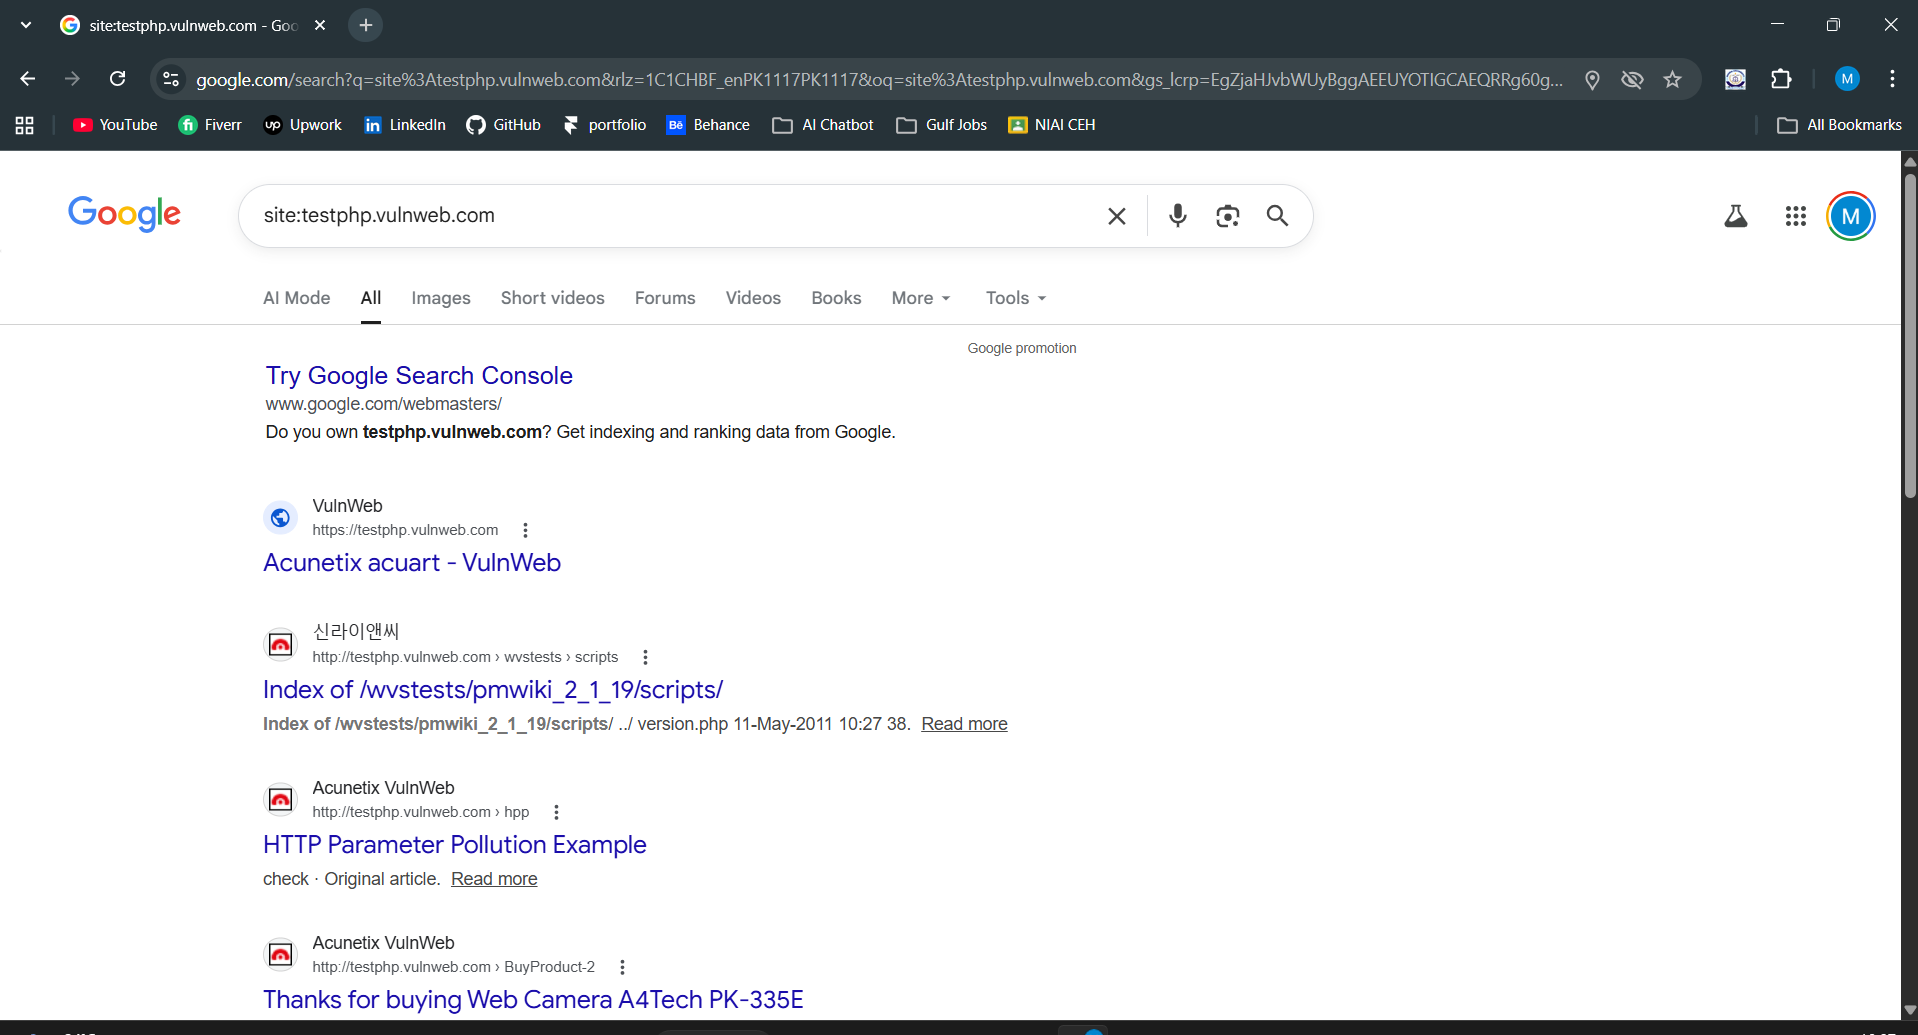 site:testphp.vulnweb.com - Goo
google.com/search?q=site%3Atestphp.vulnweb.com&rlz=1C1CHBF_enPK1117PK1117&oq=site%3Atestphp.vulnweb.com&gs_lcrp=EgZjaHJvbWUyBggAEEUYOTIGCAEQRRg60g...
M
YouTube
fi Fiverr
up Upwork
in LinkedIn
GitHub
portfolio
Bē Behance
AI Chatbot
Gulf Jobs
NIAI CEH
All Bookmarks
Google
site:testphp.vulnweb.com
M
AI Mode
All
Images
Short videos
Forums
Videos
Books
More
Tools
Google promotion
Try Google Search Console
www.google.com/webmasters/
Do you own testphp.vulnweb.com? Get indexing and ranking data from Google.
VulnWeb
https://testphp.vulnweb.com
Acunetix acuart - VulnWeb
신라이앤씨
http://testphp.vulnweb.com › wvstests › scripts
Index of /wvstests/pmwiki_2_1_19/scripts/
Index of /wvstests/pmwiki_2_1_19/scripts/ ../ version.php 11-May-2011 10:27 38. Read more
Acunetix VulnWeb
http://testphp.vulnweb.com › hpp
HTTP Parameter Pollution Example
check · Original article. Read more
Acunetix VulnWeb
http://testphp.vulnweb.com › BuyProduct-2
Thanks for buying Web Camera A4Tech PK-335E